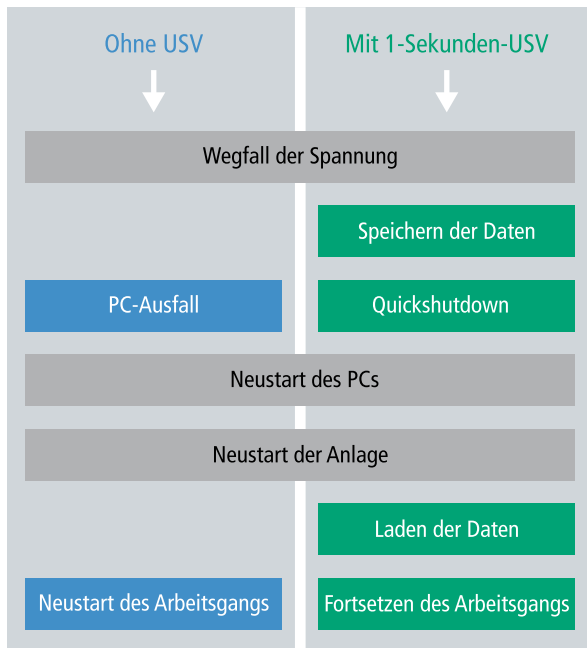 Ohne USV
Mit 1-Sekunden-USV
Wegfall der Spannung
Speichern der Daten
PC-Ausfall
Quickshutdown
Neustart des PCs
Neustart der Anlage
Laden der Daten
Neustart des Arbeitsgangs
Fortsetzen des Arbeitsgangs